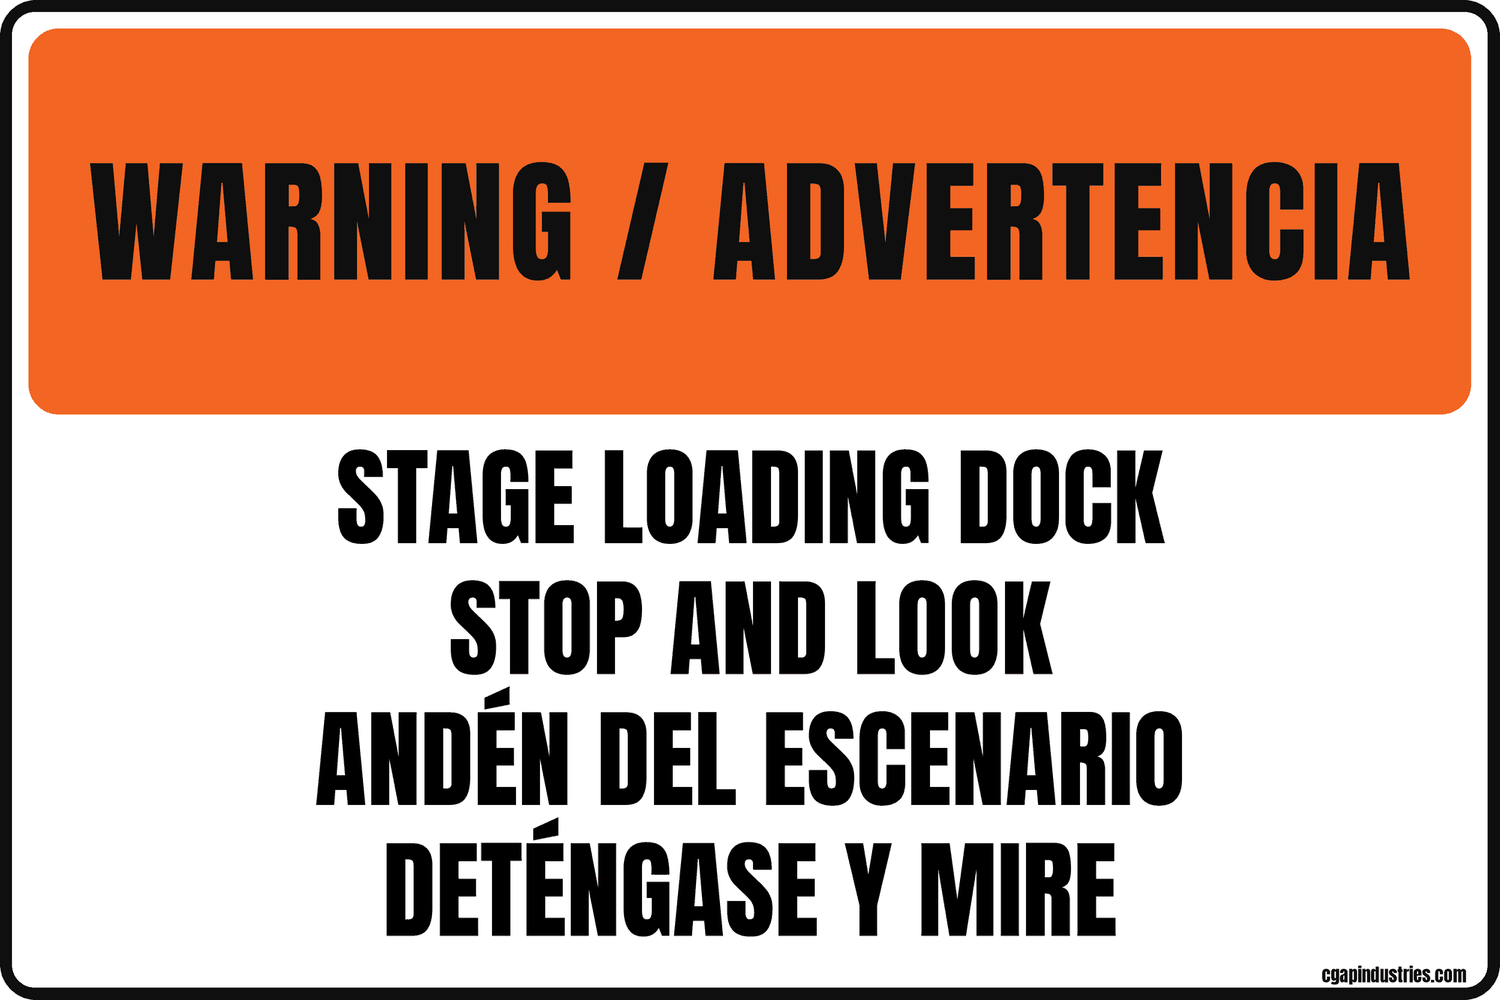 WARNING / ADVERTENCIA
STAGE LOADING DOCK
STOP AND LOOK
ANDÉN DEL ESCENARIO
DETÉNGASE Y MIRE
cgapindustries.com